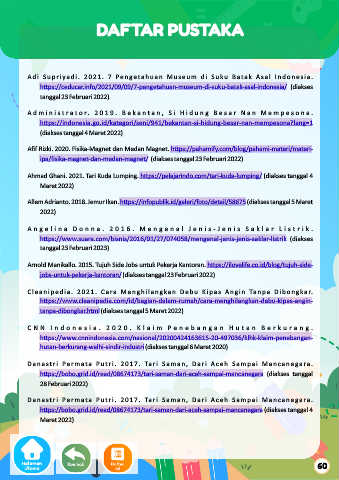 DAFTAR PUSTAKA
Adi Supriyadi. 2021. 7 Pengetahuan Museum di Suku Batak Asal Indonesia.
https://ceducar.info/2021/09/09/7-pengetahuan-museum-di-suku-batak-asal-indonesia/ (diakses
tanggal 23 Februari 2022)
Administrator. 2019. Bekantan, Si Hidung Besar Nan Mempesona.
https://indonesia.go.id/kategori/seni/941/bekantan-si-hidung-besar-nan-mempesona?lang=1
(diakses tanggal 4 Maret 2022)
Afif Rizki. 2020. Fisika-Magnet dan Medan Magnet. https://pahamify.com/blog/pahami-materi/materi-
ipa/fisika-magnet-dan-medan-magnet/ (diakses tanggal 23 Februari 2022)
Ahmad Ghani. 2021. Tari Kuda Lumping. https://pelajarindo.com/tari-kuda-lumping/ (diakses tanggal 4
Maret 2022)
Allem Adrianto. 2018. Jemurikan. https://infopublik.id/galeri/foto/detail/58875 (diakses tanggal 5 Maret
2022)
Angelina Donna. 2016. Mengenal Jenis-Jenis Saklar Listrik.
https://www.suara.com/bisnis/2016/01/27/074058/mengenal-jenis-jenis-saklar-listrik (diakses
tanggal 23 Februari 2023)
Arnold Manikallo. 2015. Tujuh Side Jobs untuk Pekerja Kantoran. https://ilovelife.co.id/blog/tujuh-side-
jobs-untuk-pekerja-kantoran/ (diakses tanggal 23 Februari 2022)
Cleanipedia. 2021. Cara Menghilangkan Debu Kipas Angin Tanpa Dibongkar.
https://www.cleanipedia.com/id/bagian-dalam-rumah/cara-menghilangkan-debu-kipas-angin-
tanpa-dibongkar.html (diakses tanggal 5 Maret 2022)
CNN Indonesia. 2020. Klaim Penebangan Hutan Berkurang.
https://www.cnnindonesia.com/nasional/20200424163615-20-497036/klhk-klaim-penebangan-
hutan-berkurang-walhi-sindir-industri (diakses tanggal 6 Maret 2020)
Danastri Permata Putri. 2017. Tari Saman, Dari Aceh Sampai Mancanegara.
https://bobo.grid.id/read/08674173/tari-saman-dari-aceh-sampai-mancanegara (diakses tanggal
28 Februari 2022)
Danastri Permata Putri. 2017. Tari Saman, Dari Aceh Sampai Mancanegara.
https://bobo.grid.id/read/08674173/tari-saman-dari-aceh-sampai-mancanegara (diakses tanggal 4
Maret 2022)
Halaman
Utama
Kembali
Daftar
Isi
60